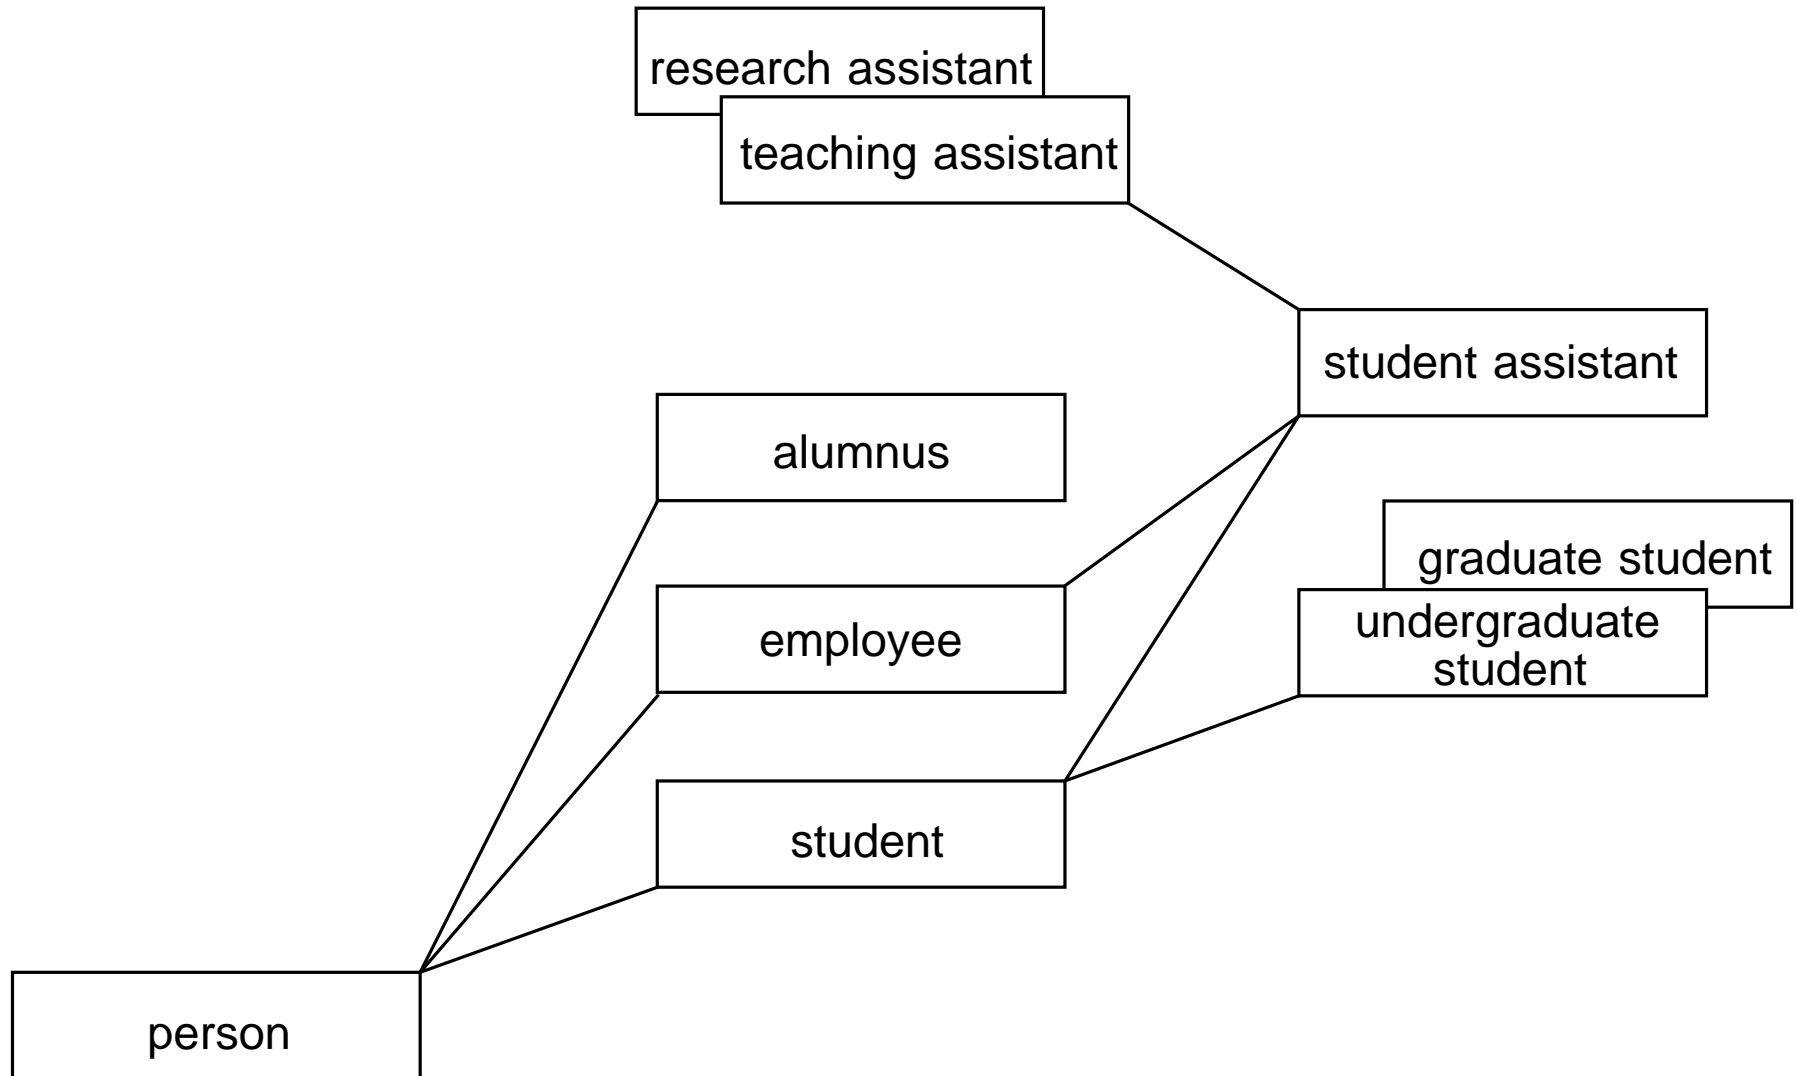 research assistant
teaching assistant
student assistant
alumnus
graduate student
undergraduate
student
employee
student
person